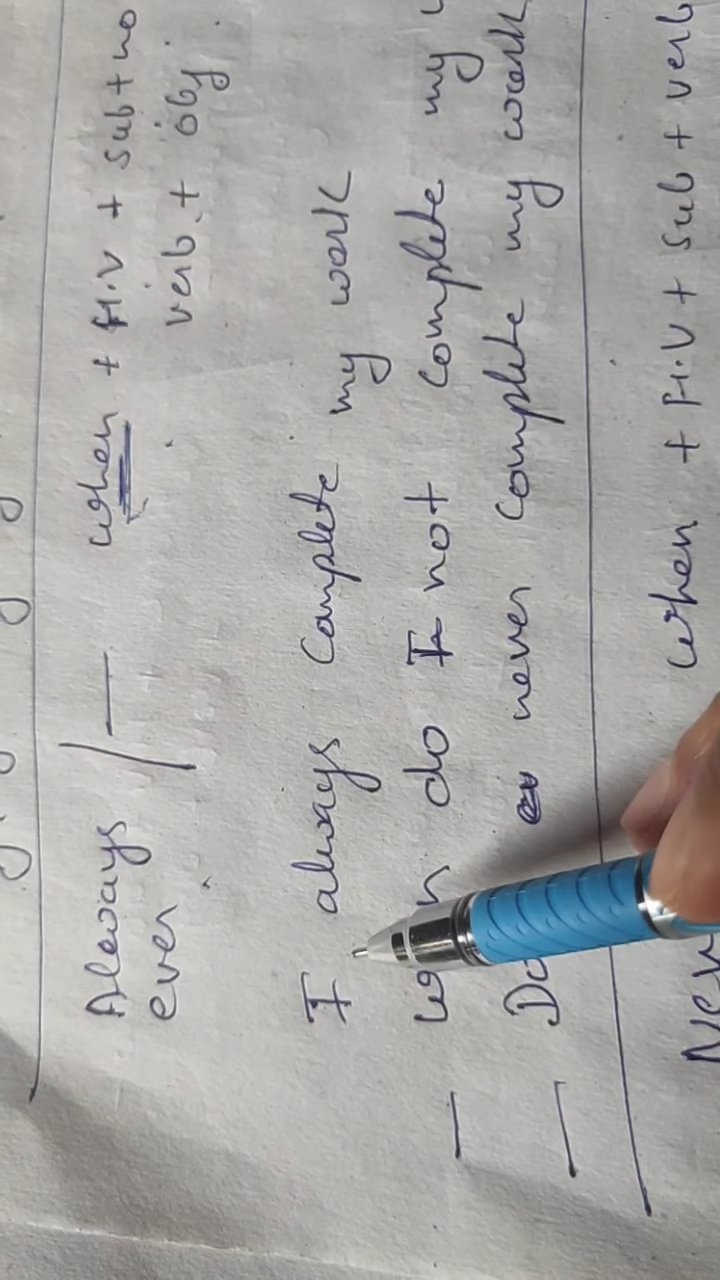 Always / — when + H.V + sub + no
ever verb. + obj.
I always complete my work
— do I not complete my
— never complete my work
when + H.V + sub + verb